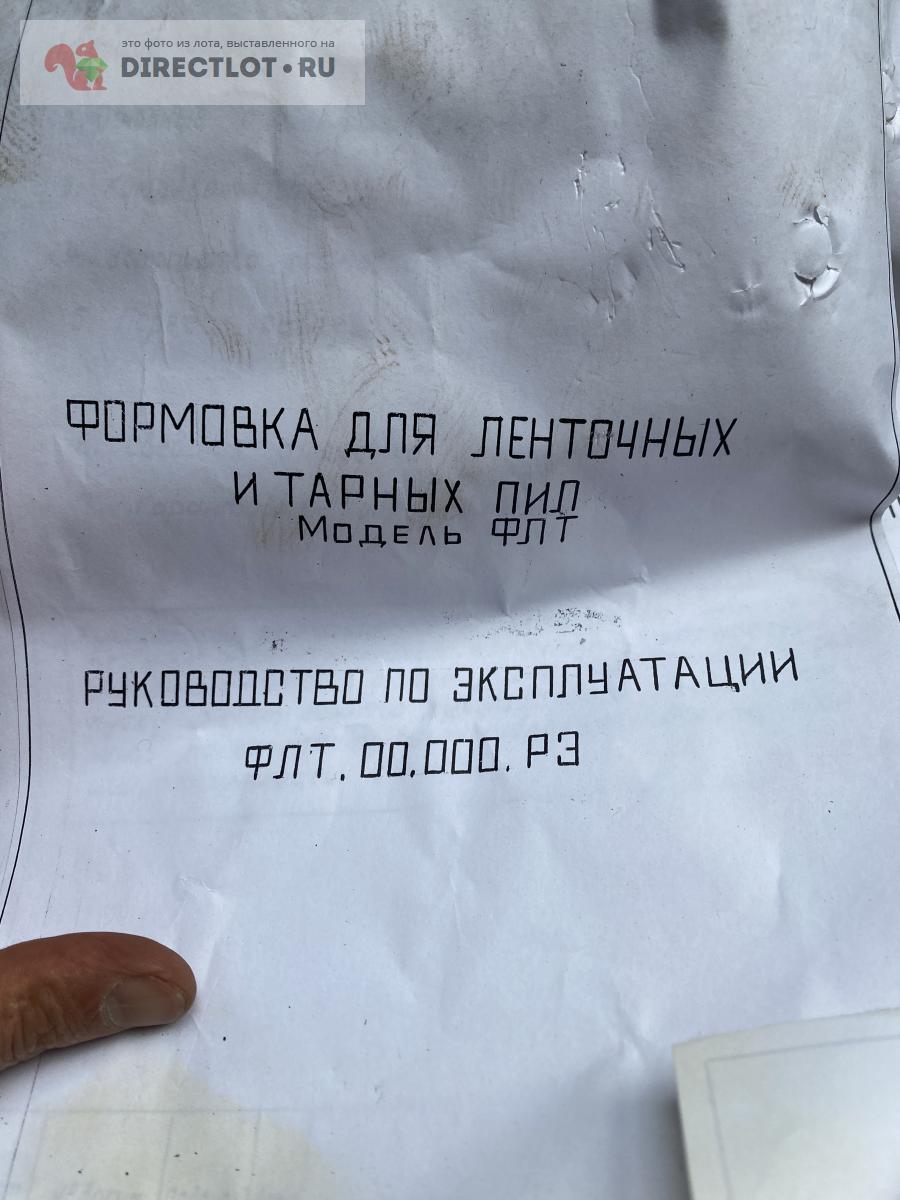 это фото из лота, выставленного на
DIRECTLOT.RU
ФОРМОВКА ДЛЯ ЛЕНТОЧНЫХ
И ТАРНЫХ ПИЛ
МОДЕЛЬ ФЛТ
РУКОВОДСТВО ПО ЭКСПЛУАТАЦИИ
ФЛТ.00.000.РЭ